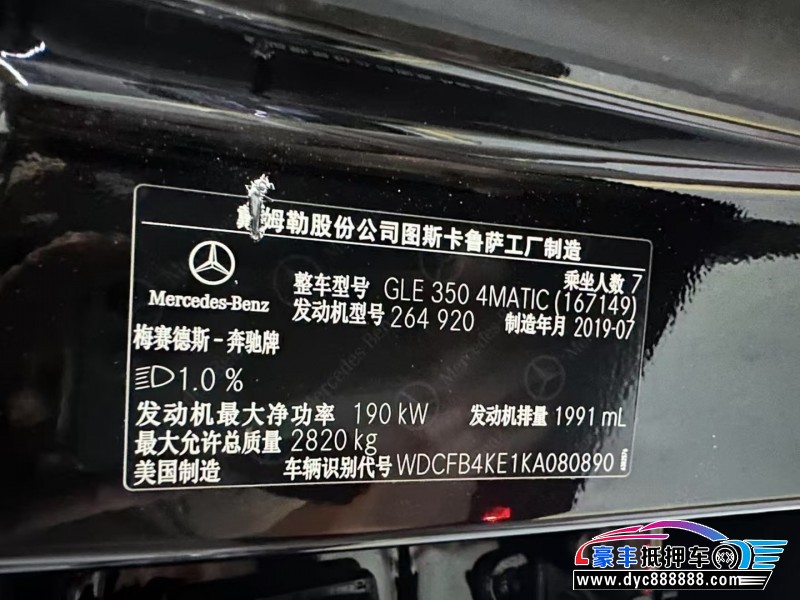 姆勒股份公司图斯卡鲁萨工厂制造
乘坐人数 7
Mercedes-Benz
整车型号 GLE 350 4MATIC (167149)
发动机型号 264 920 制造年月 2019-07
梅赛德斯-奔驰牌
1.0 %
发动机最大净功率 190 kW 发动机排量 1991 mL
最大允许总质量 2820 kg
美国制造 车辆识别代号 WDCFB4KE1KA080890
豪丰抵押车
www.dyc888888.com